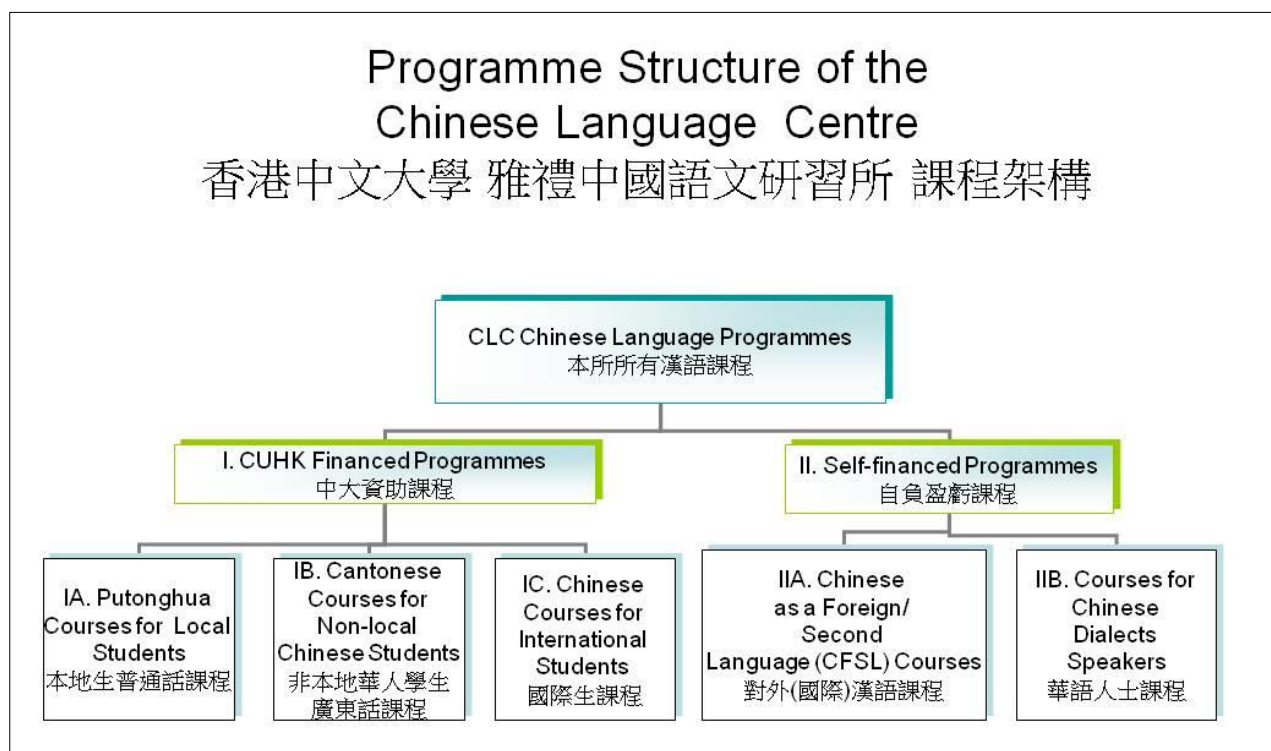 Programme Structure of the
Chinese Language Centre
香港中文大學 雅禮中國語文研習所 課程架構
CLC Chinese Language Programmes
本所所有漢語課程
I. CUHK Financed Programmes
中大資助課程
II. Self-financed Programmes
自負盈虧課程
IA. Putonghua
Courses for Local
Students
本地生普通話課程
IB. Cantonese
Courses for
Non-local
Chinese Students
非本地華人學生
廣東話課程
IC. Chinese
Courses for
International
Students
國際生課程
IIA. Chinese
as a Foreign/
Second
Language (CFSL) Courses
對外(國際)漢語課程
IIB. Courses for
Chinese
Dialects
Speakers
華語人士課程